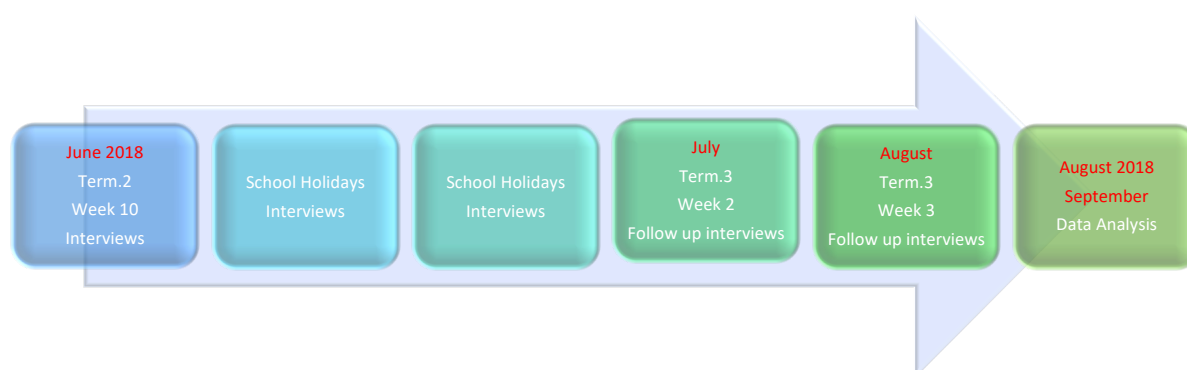 June 2018
Term.2
Week 10
Interviews
School Holidays
Interviews
School Holidays
Interviews
July
Term.3
Week 2
Follow up interviews
August
Term.3
Week 3
Follow up interviews
August 2018
September
Data Analysis